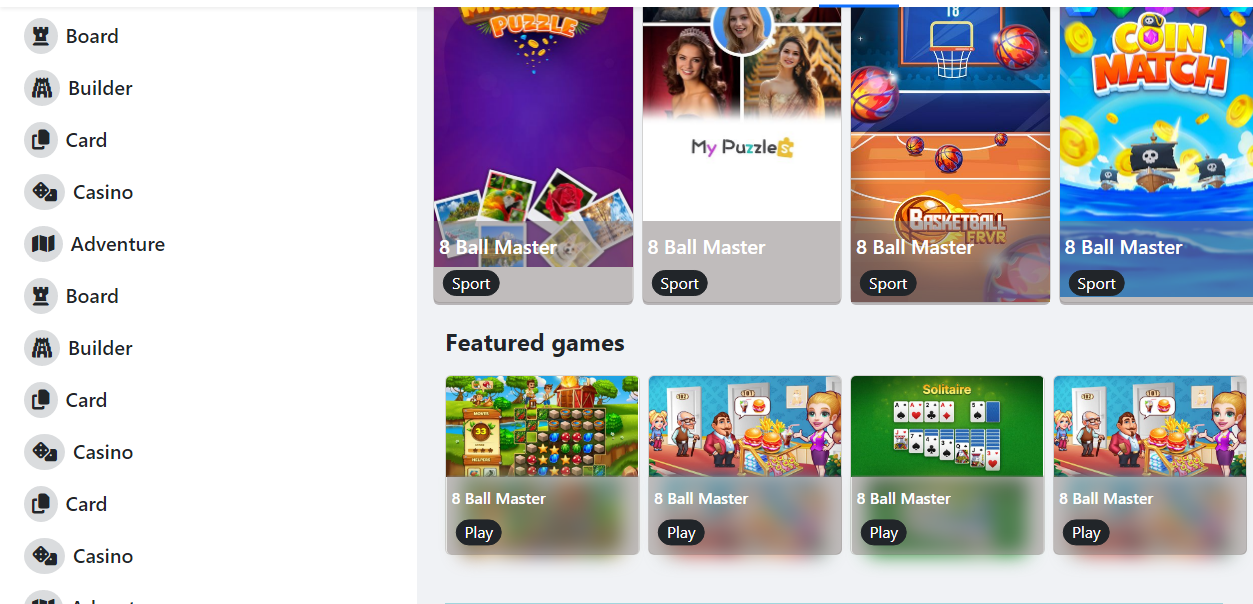 Board
Builder
Card
Casino
Adventure
Board
Builder
Card
Casino
Card
Casino
PUZZLE
8 Ball Master
Sport
My Puzzles
8 Ball Master
Sport
18
BASKETBALL
FRVR
8 Ball Master
Sport
COIN
MATCH
8 Ball Master
Sport
Featured games
MOVES
33
HELPERS
8 Ball Master
Play
8 Ball Master
Play
Solitaire
8 Ball Master
Play
8 Ball Master
Play